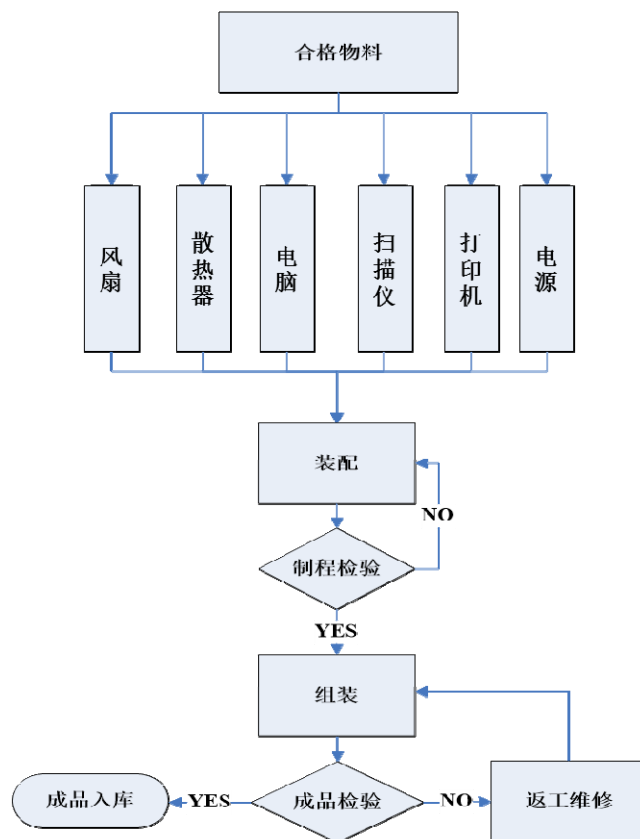 合格物料
风扇
散热器
电脑
扫描仪
打印机
电源
装配
NO
制程检验
YES
组装
成品入库
YES
成品检验
NO
返工维修